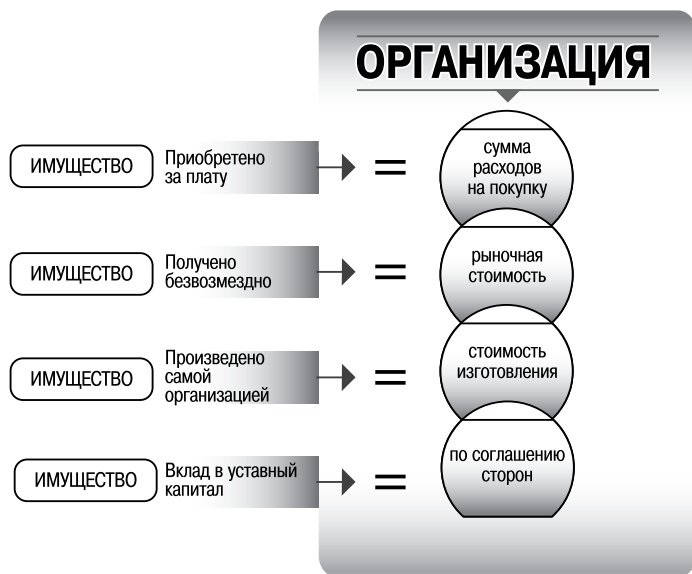 ОРГАНИЗАЦИЯ
ИМУЩЕСТВО
Приобретено
за плату
=
сумма
расходов
на покупку
ИМУЩЕСТВО
Получено
безвозмездно
=
рыночная
стоимость
ИМУЩЕСТВО
Произведено
самой
организацией
=
стоимость
изготовления
ИМУЩЕСТВО
Вклад в уставный
капитал
=
по соглашению
сторон